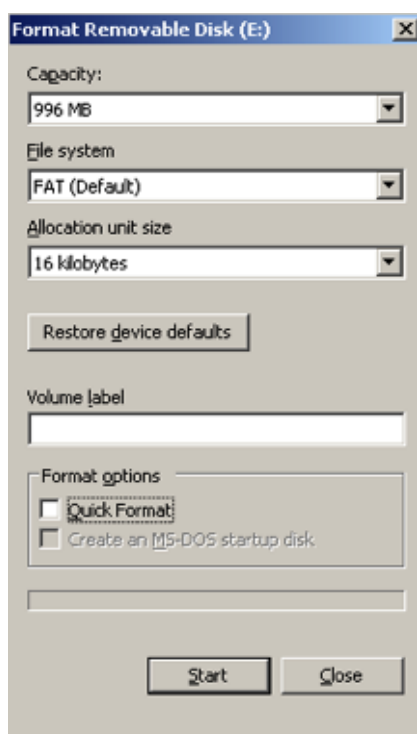 Format Removable Disk (E:)
Capacity:
996 MB
File system
FAT (Default)
Allocation unit size
16 kilobytes
Restore device defaults
Volume label
Format options
Quick Format
Create an MS-DOS startup disk
Start
Close